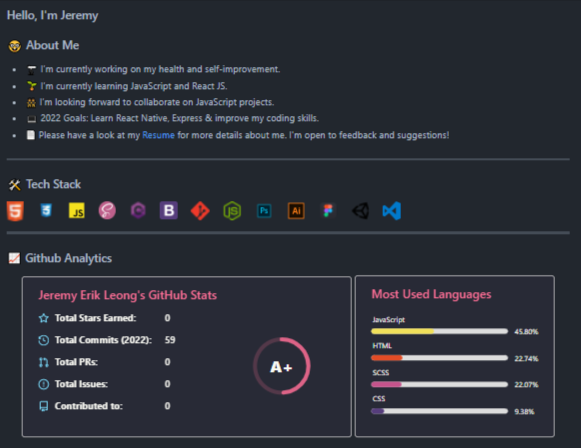 Hello, I'm Jeremy
About Me
I'm currently working on my health and self-improvement.
I'm currently learning JavaScript and React JS.
I'm looking forward to collaborate on JavaScript projects.
2022 Goals: Learn React Native, Express & improve my coding skills.
Please have a look at my Resume for more details about me. I'm open to feedback and suggestions!
Tech Stack
5 3 JS B JS Ps Ai
Github Analytics
Jeremy Erik Leong's GitHub Stats
Total Stars Earned: 0
Total Commits (2022): 59
Total PRs: 0
Total Issues: 0
Contributed to: 0
A+
Most Used Languages
JavaScript
45.80%
HTML
22.74%
SCSS
22.07%
CSS
9.38%